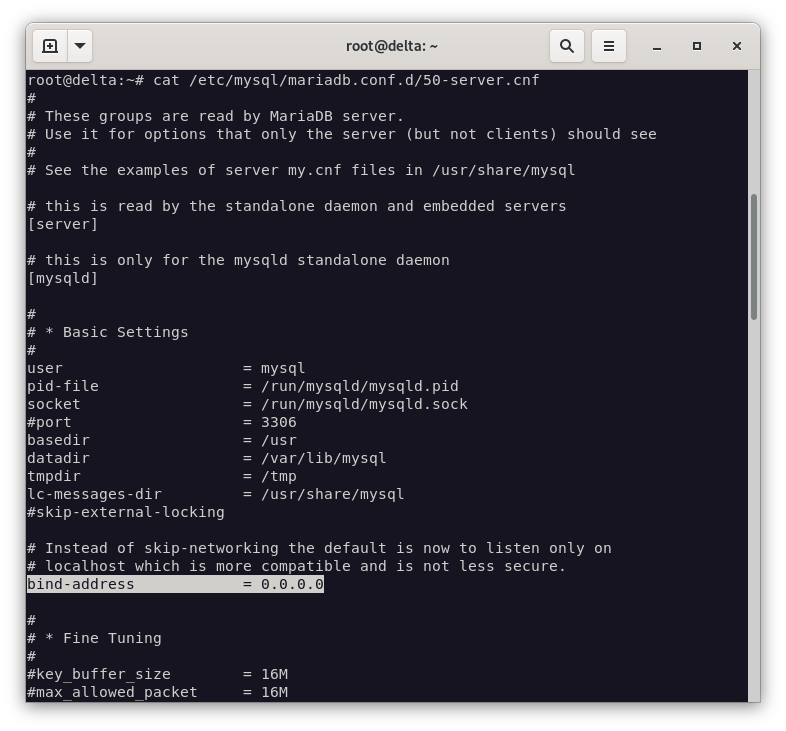 root@delta: ~
root@delta:~# cat /etc/mysql/mariadb.conf.d/50-server.cnf
#
# These groups are read by MariaDB server.
# Use it for options that only the server (but not clients) should see
#
# See the examples of server my.cnf files in /usr/share/mysql

# this is read by the standalone daemon and embedded servers
[server]

# this is only for the mysqld standalone daemon
[mysqld]

#
# * Basic Settings
#
user                    = mysql
pid-file                = /run/mysqld/mysqld.pid
socket                  = /run/mysqld/mysqld.sock
#port                   = 3306
basedir                 = /usr
datadir                 = /var/lib/mysql
tmpdir                  = /tmp
lc-messages-dir         = /usr/share/mysql
#skip-external-locking

# Instead of skip-networking the default is now to listen only on
# localhost which is more compatible and is not less secure.
bind-address            = 0.0.0.0

#
# * Fine Tuning
#
#key_buffer_size        = 16M
#max_allowed_packet     = 16M